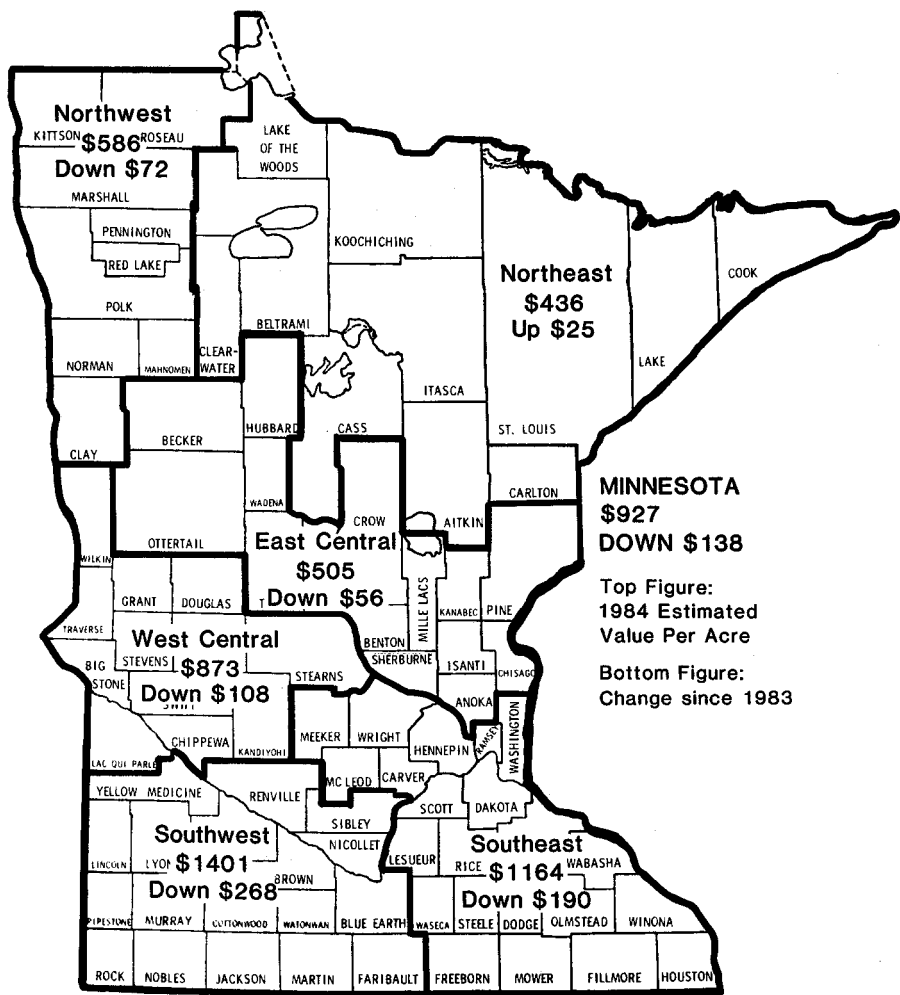 Northwest
KITTSON $586 ROSEAU
Down $72
LAKE
OF THE
WOODS
MARSHALL
PENNINGTON
RED LAKE
KOOCHICHING
Northeast
$436
Up $25
COOK
POLK
BELTRAMI
NORMAN
MAHNOMEN
CLEAR-
WATER
LAKE
ITASCA
HUBBARD
CASS
ST. LOUIS
BECKER
CLAY
MINNESOTA
$927
DOWN $138
CARLTON
WADENA
CROW
AITKIN
OTTERTAIL
East Central
$505
Down $56
WILKIN
Top Figure:
1984 Estimated
Value Per Acre
GRANT
DOUGLAS
T
MILLE LACS
KANABEC
PINE
TRAVERSE
West Central
$873
Down $108
BENTON
SHERBURNE
BIG
STONE
STEVENS
STEARNS
ISANTI
CHISAGO
Bottom Figure:
Change since 1983
SWIFT
ANOKA
CHIPPEWA
KANDIYOHI
MEEKER
WRIGHT
HENNEPIN
RAMSEY
WASHINGTON
LAC QUI PARLE
MC LEOD
CARVER
YELLOW MEDICINE
RENVILLE
SCOTT
DAKOTA
SIBLEY
NICOLLET
Southwest
$1401
Down $268
Southeast
$1164
Down $190
LINCOLN
LYON
BROWN
LESUEUR
RICE
WABASHA
PIPESTONE
MURRAY
COTTONWOOD
WATONWAN
BLUE EARTH
WASECA
STEELE
DODGE
OLMSTEAD
WINONA
ROCK
NOBLES
JACKSON
MARTIN
FARIBAULT
FREEBORN
MOWER
FILLMORE
HOUSTON